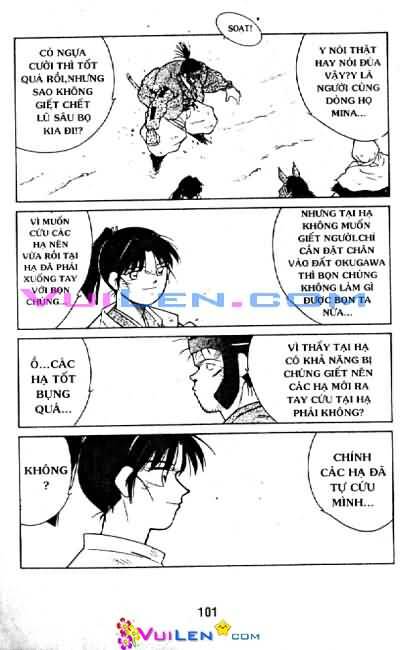 SOẠT!
CÓ NGỰA
CƯỜI THÌ TỐT
QUÁ RỒI,NHƯNG
SAO KHÔNG
GIẾT CHẾT
LŨ SÂU BỌ
KIA ĐI!?
Y NÓI THẬT
HAY NÓI ĐÙA
VẬY?Y LÀ
NGƯỜI CÙNG
DÒNG HỌ
MINA...
VÌ MUỐN
CỨU CÁC
HẠ NÊN
VỪA RỒI TẠI
HẠ ĐÃ PHẢI
XUỐNG TAY
VỚI BỌN
CHÚNG...
NHƯNG TẠI HẠ
KHÔNG MUỐN
GIẾT NGƯỜI.CHỈ
CẦN ĐẶT CHÂN
VÀO ĐẤT OKUGAWA
THÌ BỌN CHÚNG
KHÔNG LÀM GÌ
ĐƯỢC BỌN TA
NỮA...
VUILEN.COM
Ồ...CÁC
HẠ TỐT
BỤNG
QUÁ...
VÌ THẤY TẠI HẠ
CÓ KHẢ NĂNG BỊ
CHÚNG GIẾT NÊN
CÁC HẠ MỚI RA
TAY CỨU TẠI HẠ
PHẢI KHÔNG?
KHÔNG
?
CHÍNH
CÁC HẠ ĐÃ
TỰ CỨU
MÌNH...
101
VUILEN